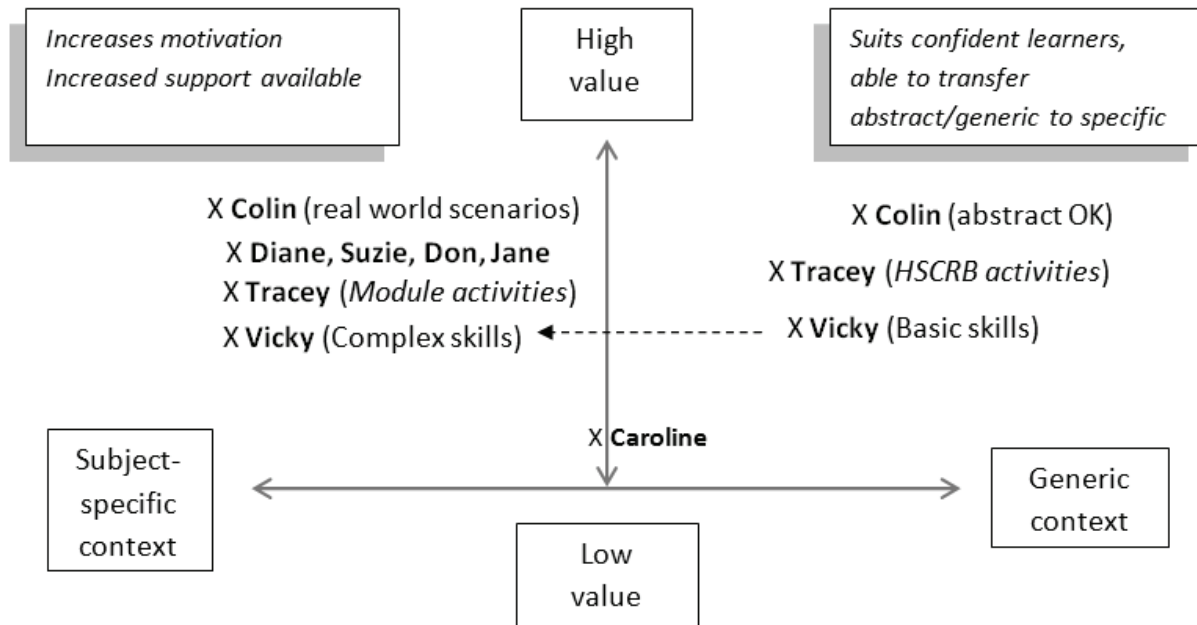 Increases motivation
Increased support available
High
value
Suits confident learners,
able to transfer
abstract/generic to specific
X Colin (real world scenarios)
X Colin (abstract OK)
X Diane, Suzie, Don, Jane
X Tracey (HSCRB activities)
X Tracey (Module activities)
X Vicky (Complex skills)
X Vicky (Basic skills)
X Caroline
Subject-
specific
context
Generic
context
Low
value